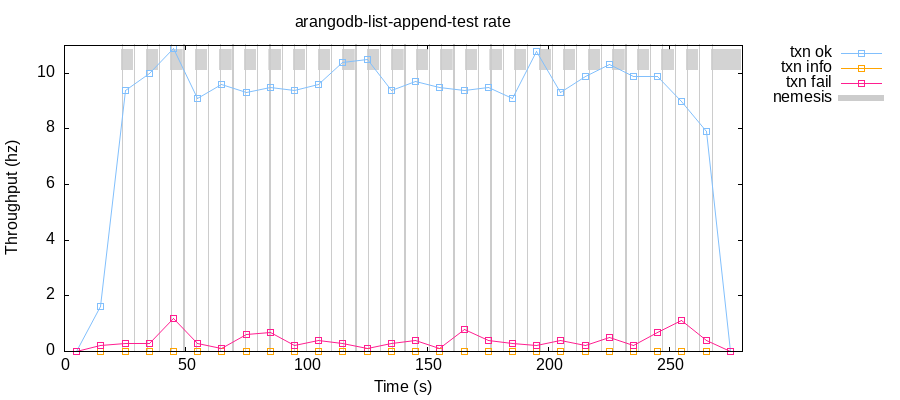 arangodb-list-append-test rate
txn ok
txn info
txn fail
nemesis
Throughput (hz)
10
8
6
4
2
0
0 50 100 150 200 250
Time (s)